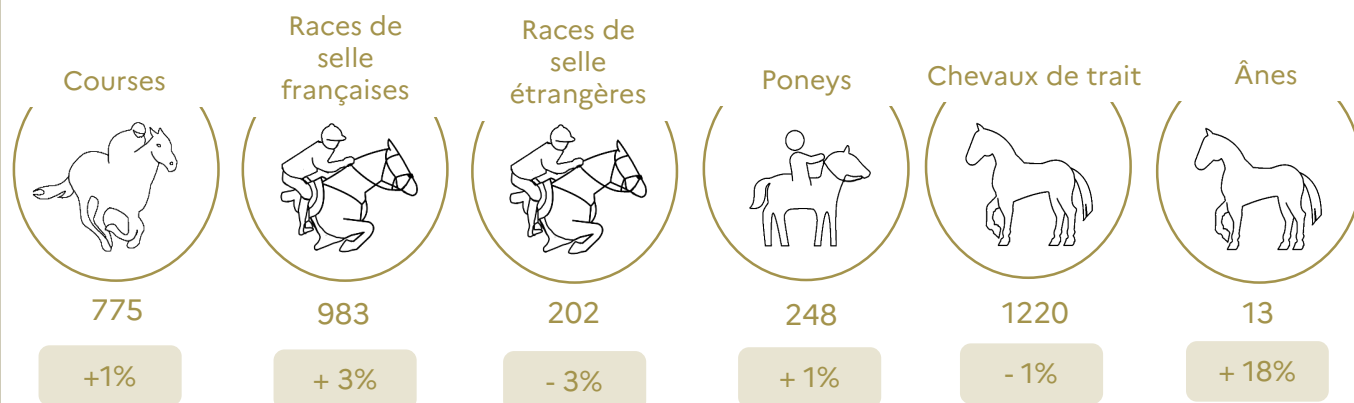 Courses
Races de
selle
françaises
Races de
selle
étrangères
Poneys
Chevaux de trait
Ânes
775
983
202
248
1220
13
+1%
+ 3%
- 3%
+ 1%
- 1%
+ 18%